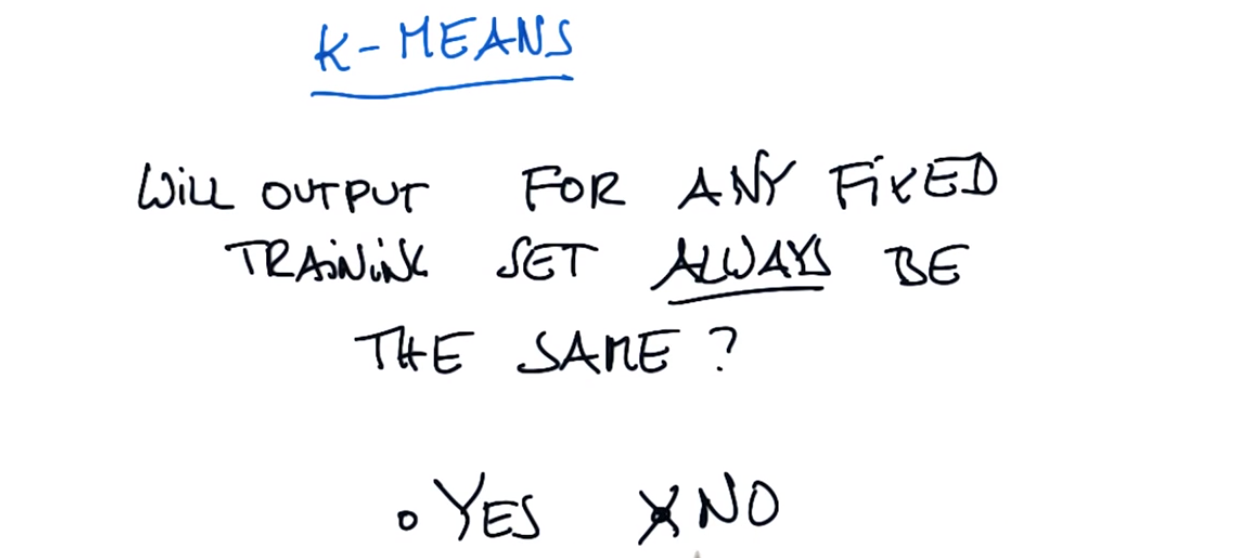 K-MEANS
WILL OUTPUT FOR ANY FIXED
TRAINING SET ALWAYS BE
THE SAME?
YES NO